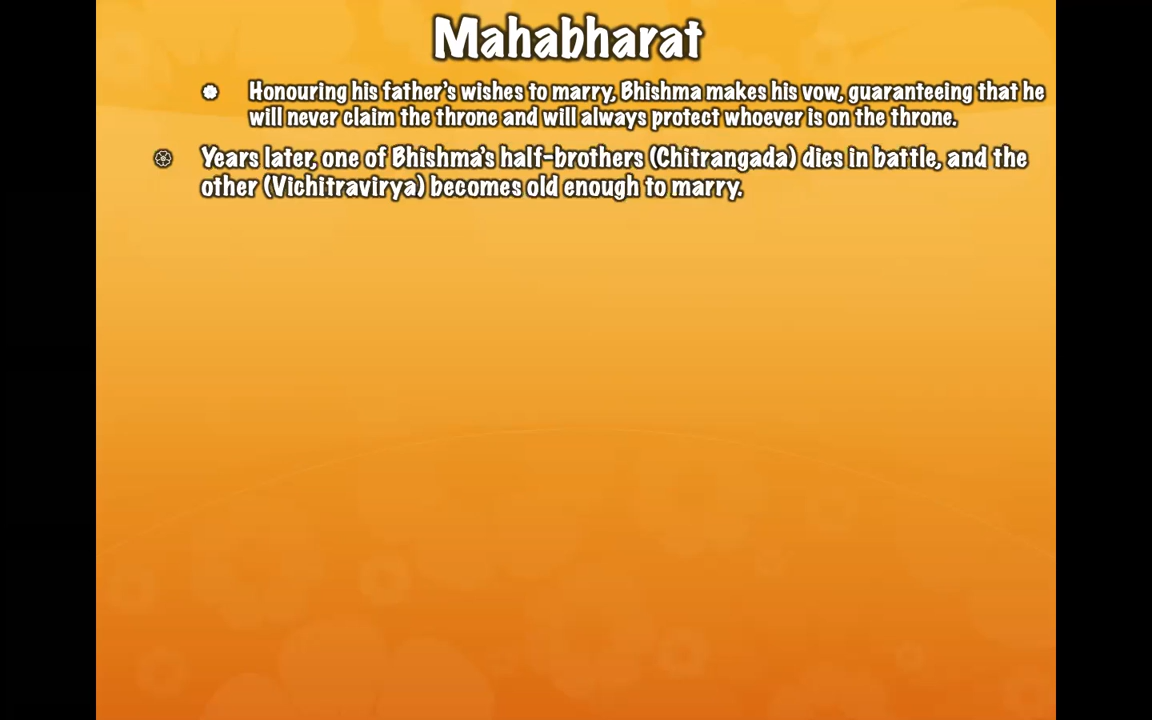 Mahabharat
Honouring his father's wishes to marry, Bhishma makes his vow, guaranteeing that he
will never claim the throne and will always protect whoever is on the throne.
Years later, one of Bhishma's half-brothers (Chitrangada) dies in battle, and the
other (Vichitravirya) becomes old enough to marry.